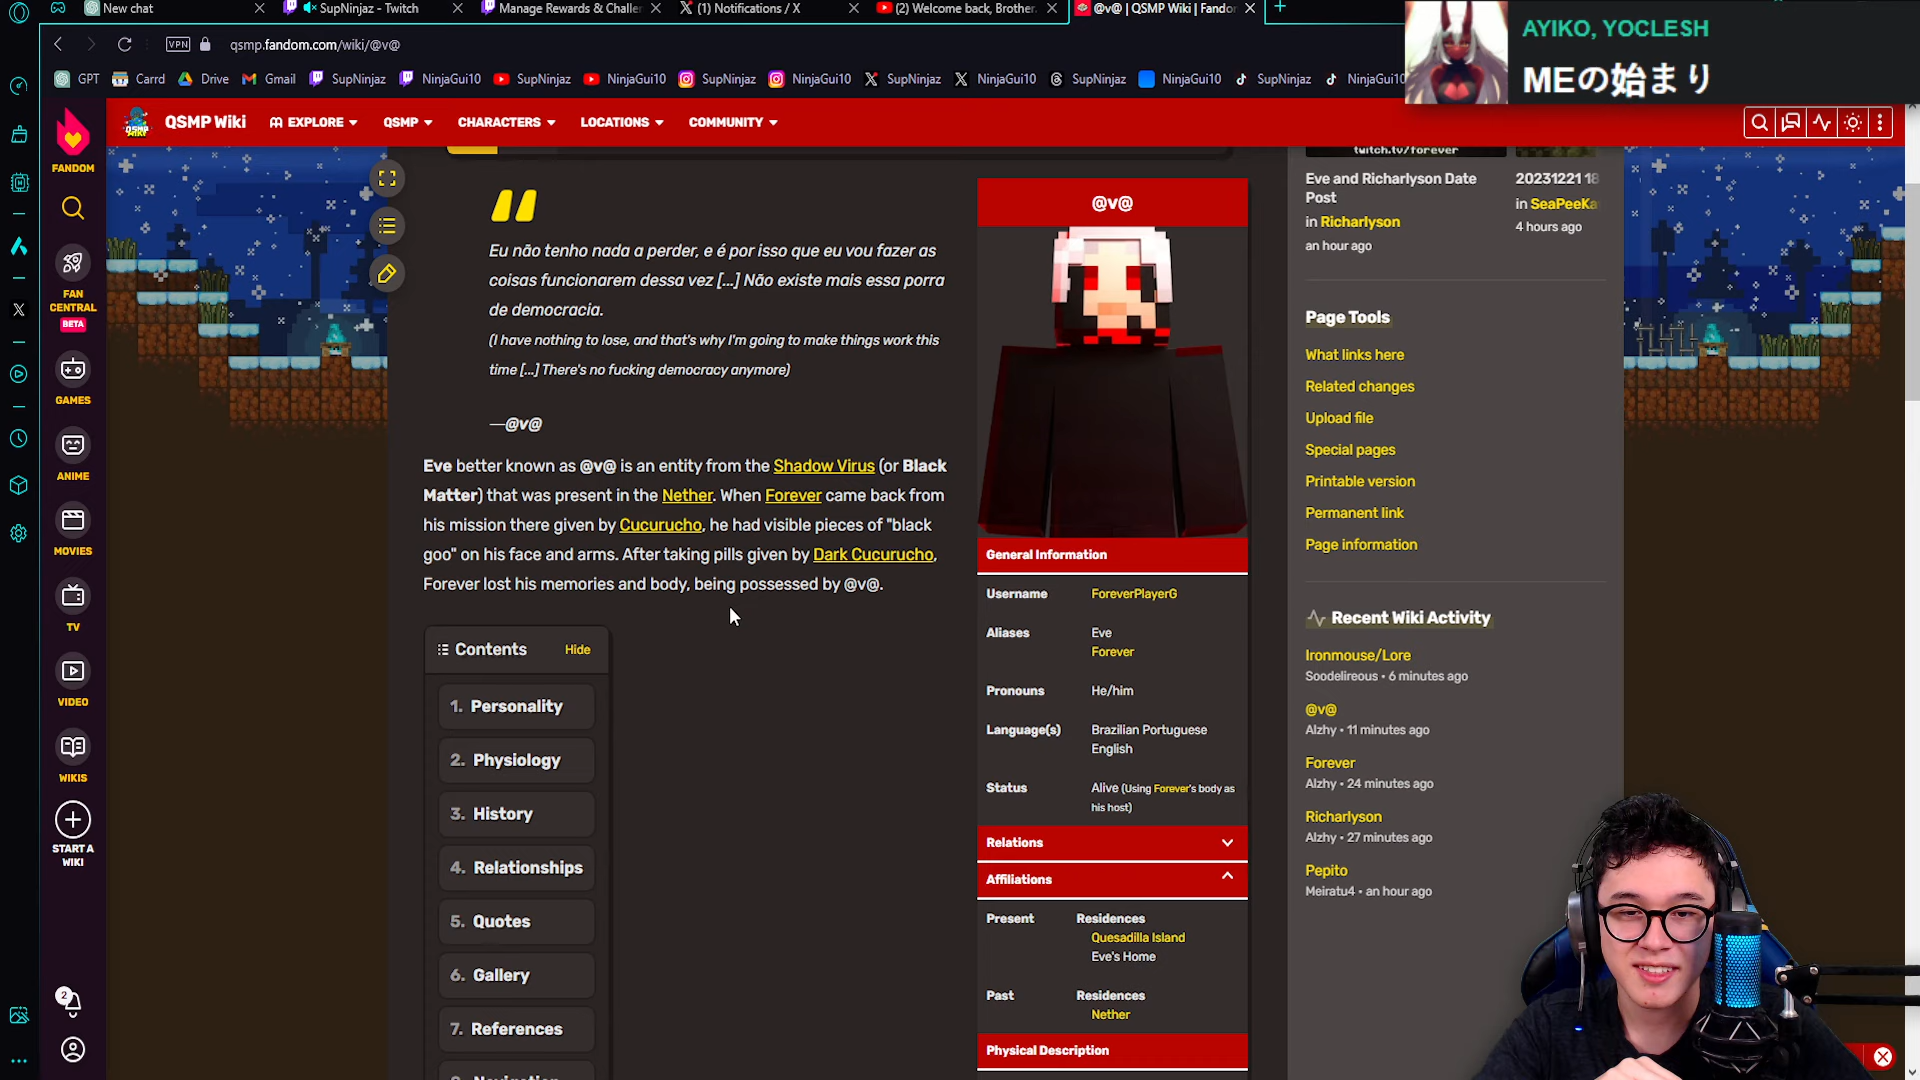 New chat
SupNinjaz - Twitch
Manage Rewards & Challen
(1) Notifications / X
(2) Welcome back, Brother.
@v@ | QSMP Wiki | Fandom
VPN
qsmp.fandom.com/wiki/@v@
GPT
Carrd
Drive
Gmail
SupNinjaz
NinjaGui10
SupNinjaz
NinjaGui10
SupNinjaz
NinjaGui10
SupNinjaz
NinjaGui10
SupNinjaz
NinjaGui10
SupNinjaz
NinjaGui10
AYIKO, YOCLESH
MEの始まり
QSMP Wiki
EXPLORE
QSMP
CHARACTERS
LOCATIONS
COMMUNITY
FANDOM
FAN
CENTRAL
BETA
GAMES
ANIME
MOVIES
TV
VIDEO
WIKIS
START A
WIKI
2
Eu não tenho nada a perder, e é por isso que eu vou fazer as
coisas funcionarem dessa vez [...] Não existe mais essa porra
de democracia.
(I have nothing to lose, and that's why I'm going to make things work this
time [...] There's no fucking democracy anymore)
—@v@
Eve better known as @v@ is an entity from the Shadow Virus (or Black
Matter) that was present in the Nether. When Forever came back from
his mission there given by Cucurucho, he had visible pieces of "black
goo" on his face and arms. After taking pills given by Dark Cucurucho,
Forever lost his memories and body, being possessed by @v@.
Contents
Hide
1. Personality
2. Physiology
3. History
4. Relationships
5. Quotes
6. Gallery
7. References
@v@
General Information
Username ForeverPlayerG
Aliases Eve
Forever
Pronouns He/him
Language(s) Brazilian Portuguese
English
Status Alive (Using Forever's body as
his host)
Relations
Affiliations
Present Residences
Quesadilla Island
Eve's Home
Past Residences
Nether
Physical Description
twitch.tv/forever
Eve and Richarlyson Date
Post
in Richarlyson
an hour ago
20231221 18
in SeaPeeKa
4 hours ago
Page Tools
What links here
Related changes
Upload file
Special pages
Printable version
Permanent link
Page information
Recent Wiki Activity
Ironmouse/Lore
Soodelireous • 6 minutes ago
@v@
Alzhy • 11 minutes ago
Forever
Alzhy • 24 minutes ago
Richarlyson
Alzhy • 27 minutes ago
Pepito
Meiratu4 • an hour ago